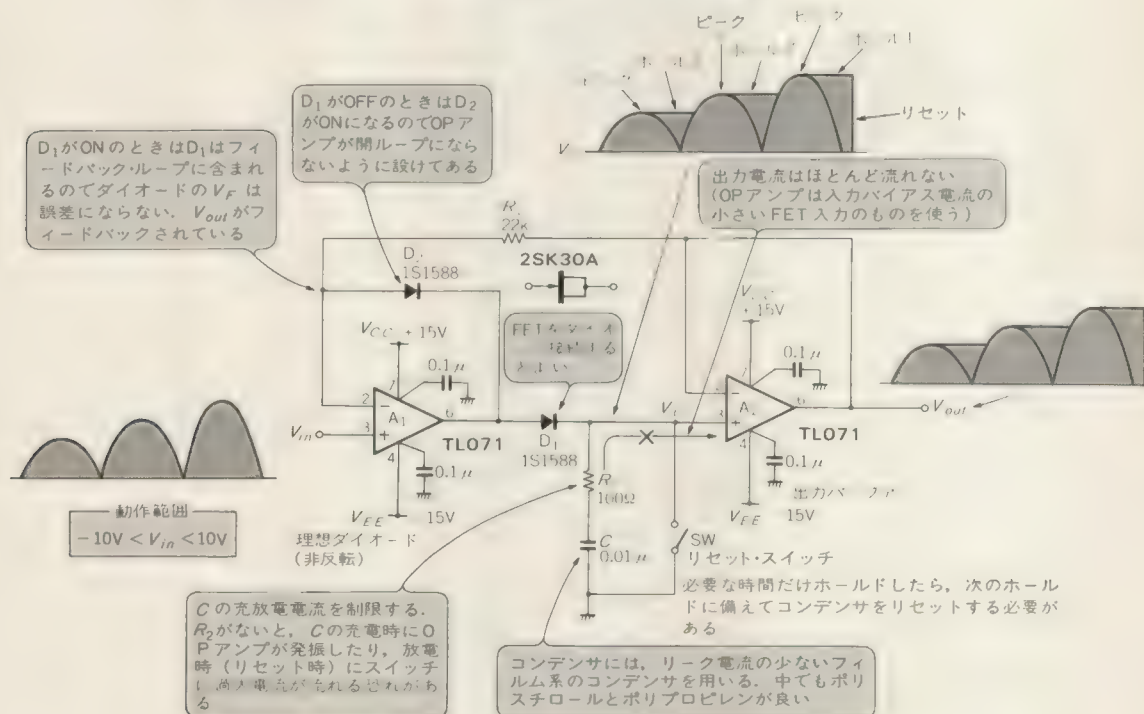 ピーク
リセット
D₁がOFFのときはD₂
がONになるのでOPア
ンプが開ループになら
ないように設けてある
D₁がONのときはD₁はフィ
ードバック・ループに含まれ
るのでダイオードのV_Fは
誤差にならない．V_outがフ
ィードバックされている
出力電流はほとんど流れない
(OPアンプは入力バイアス電流の
小さいFET入力のものを使う)
R
22k
D
1S1588
2SK30A
V_CC + 15V
0.1μ
+ 15V
0.1μ
2
3
6
4
A₁
TL071
V_in
0.1μ
V_EE 15V
理想ダイオード
(非反転)
D₁
1S1588
R
100Ω
C
0.01μ
SW
リセット・スイッチ
3
6
4
A
TL071
V_out
0.1μ
V_EE 15V
動作範囲
−10V < V_in < 10V
必要な時間だけホールドしたら，次のホール
ドに備えてコンデンサをリセットする必要が
ある
Cの充放電電流を制限する．
R₂がないと，Cの充電時にO
Pアンプが発振したり，放電
時（リセット時）にスイッチ
る
コンデンサには，リーク電流の少ないフィ
ルム系のコンデンサを用いる．中でもポリ
スチロールとポリプロピレンが良い